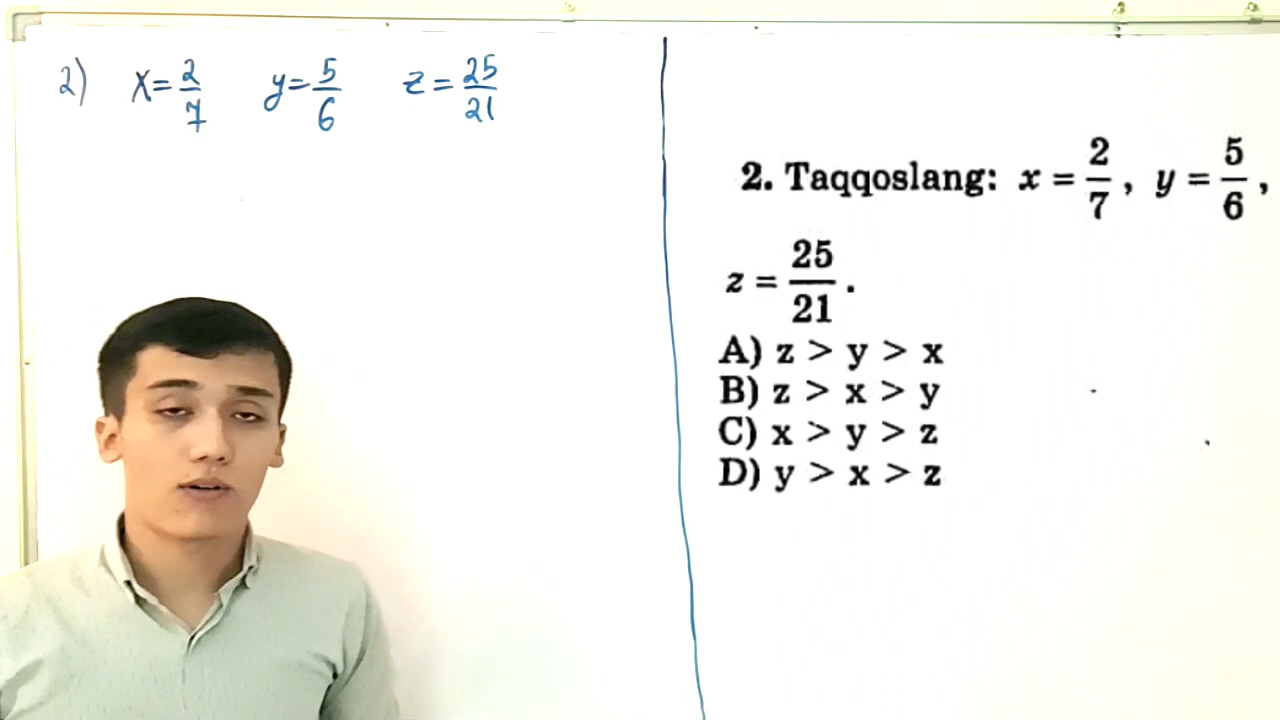 2) x=2/7 y=5/6 z=25/21
2. Taqqoslang: x = 2/7, y = 5/6,
z = 25/21.
A) z > y > x
B) z > x > y
C) x > y > z
D) y > x > z